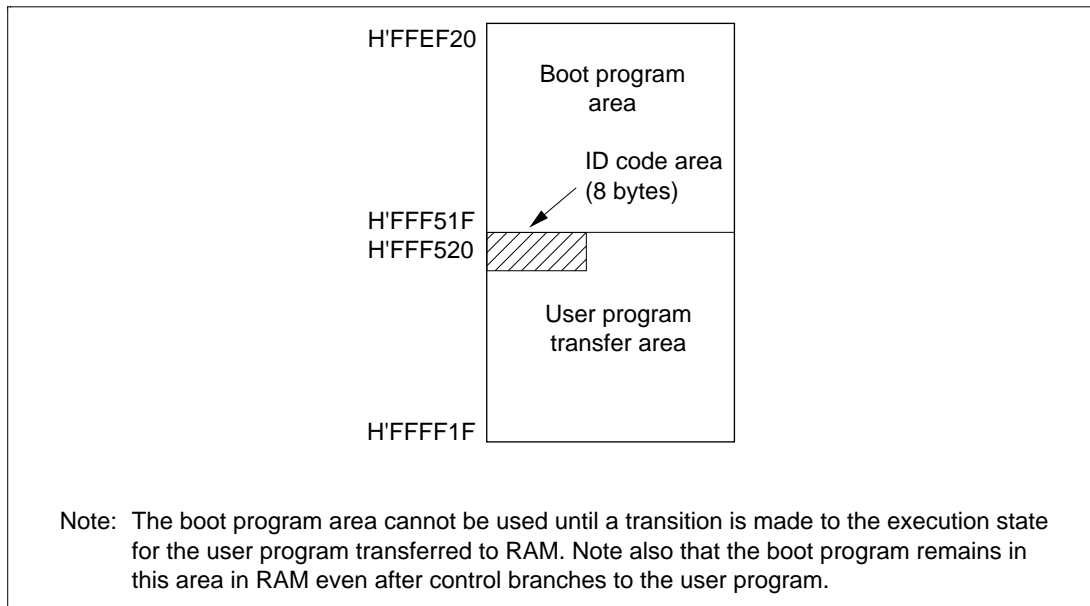 H'FFEF20
Boot program
area
ID code area
(8 bytes)
H'FFF51F
H'FFF520
User program
transfer area
H'FFFF1F
Note: The boot program area cannot be used until a transition is made to the execution state
for the user program transferred to RAM. Note also that the boot program remains in
this area in RAM even after control branches to the user program.